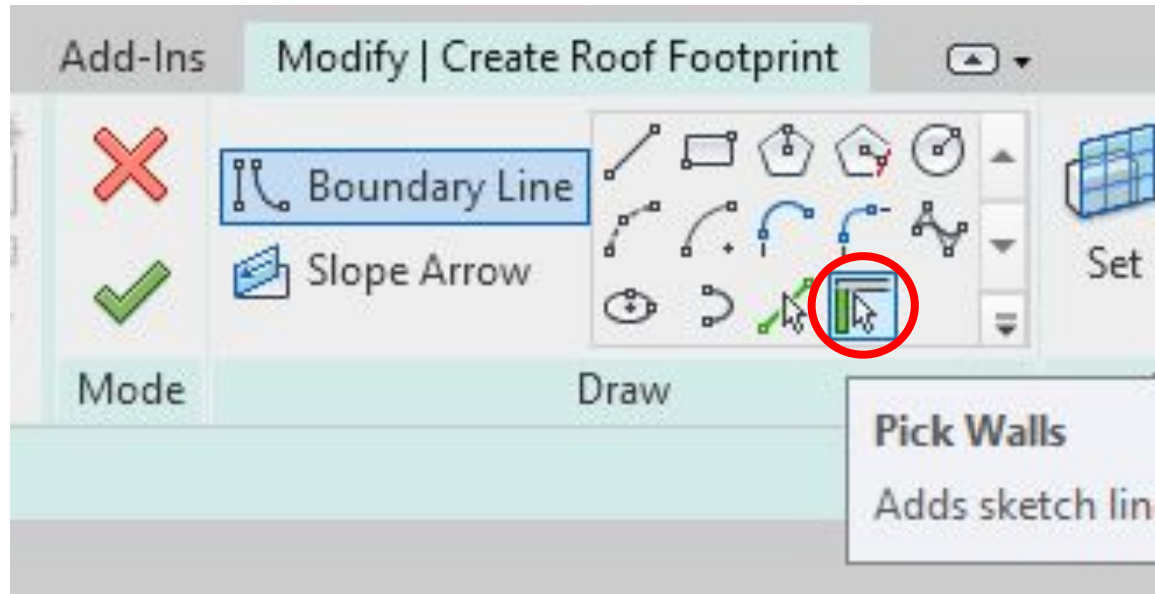 Add-Ins
Modify | Create Roof Footprint
Boundary Line
Slope Arrow
Set
Mode
Draw
Pick Walls
Adds sketch lin